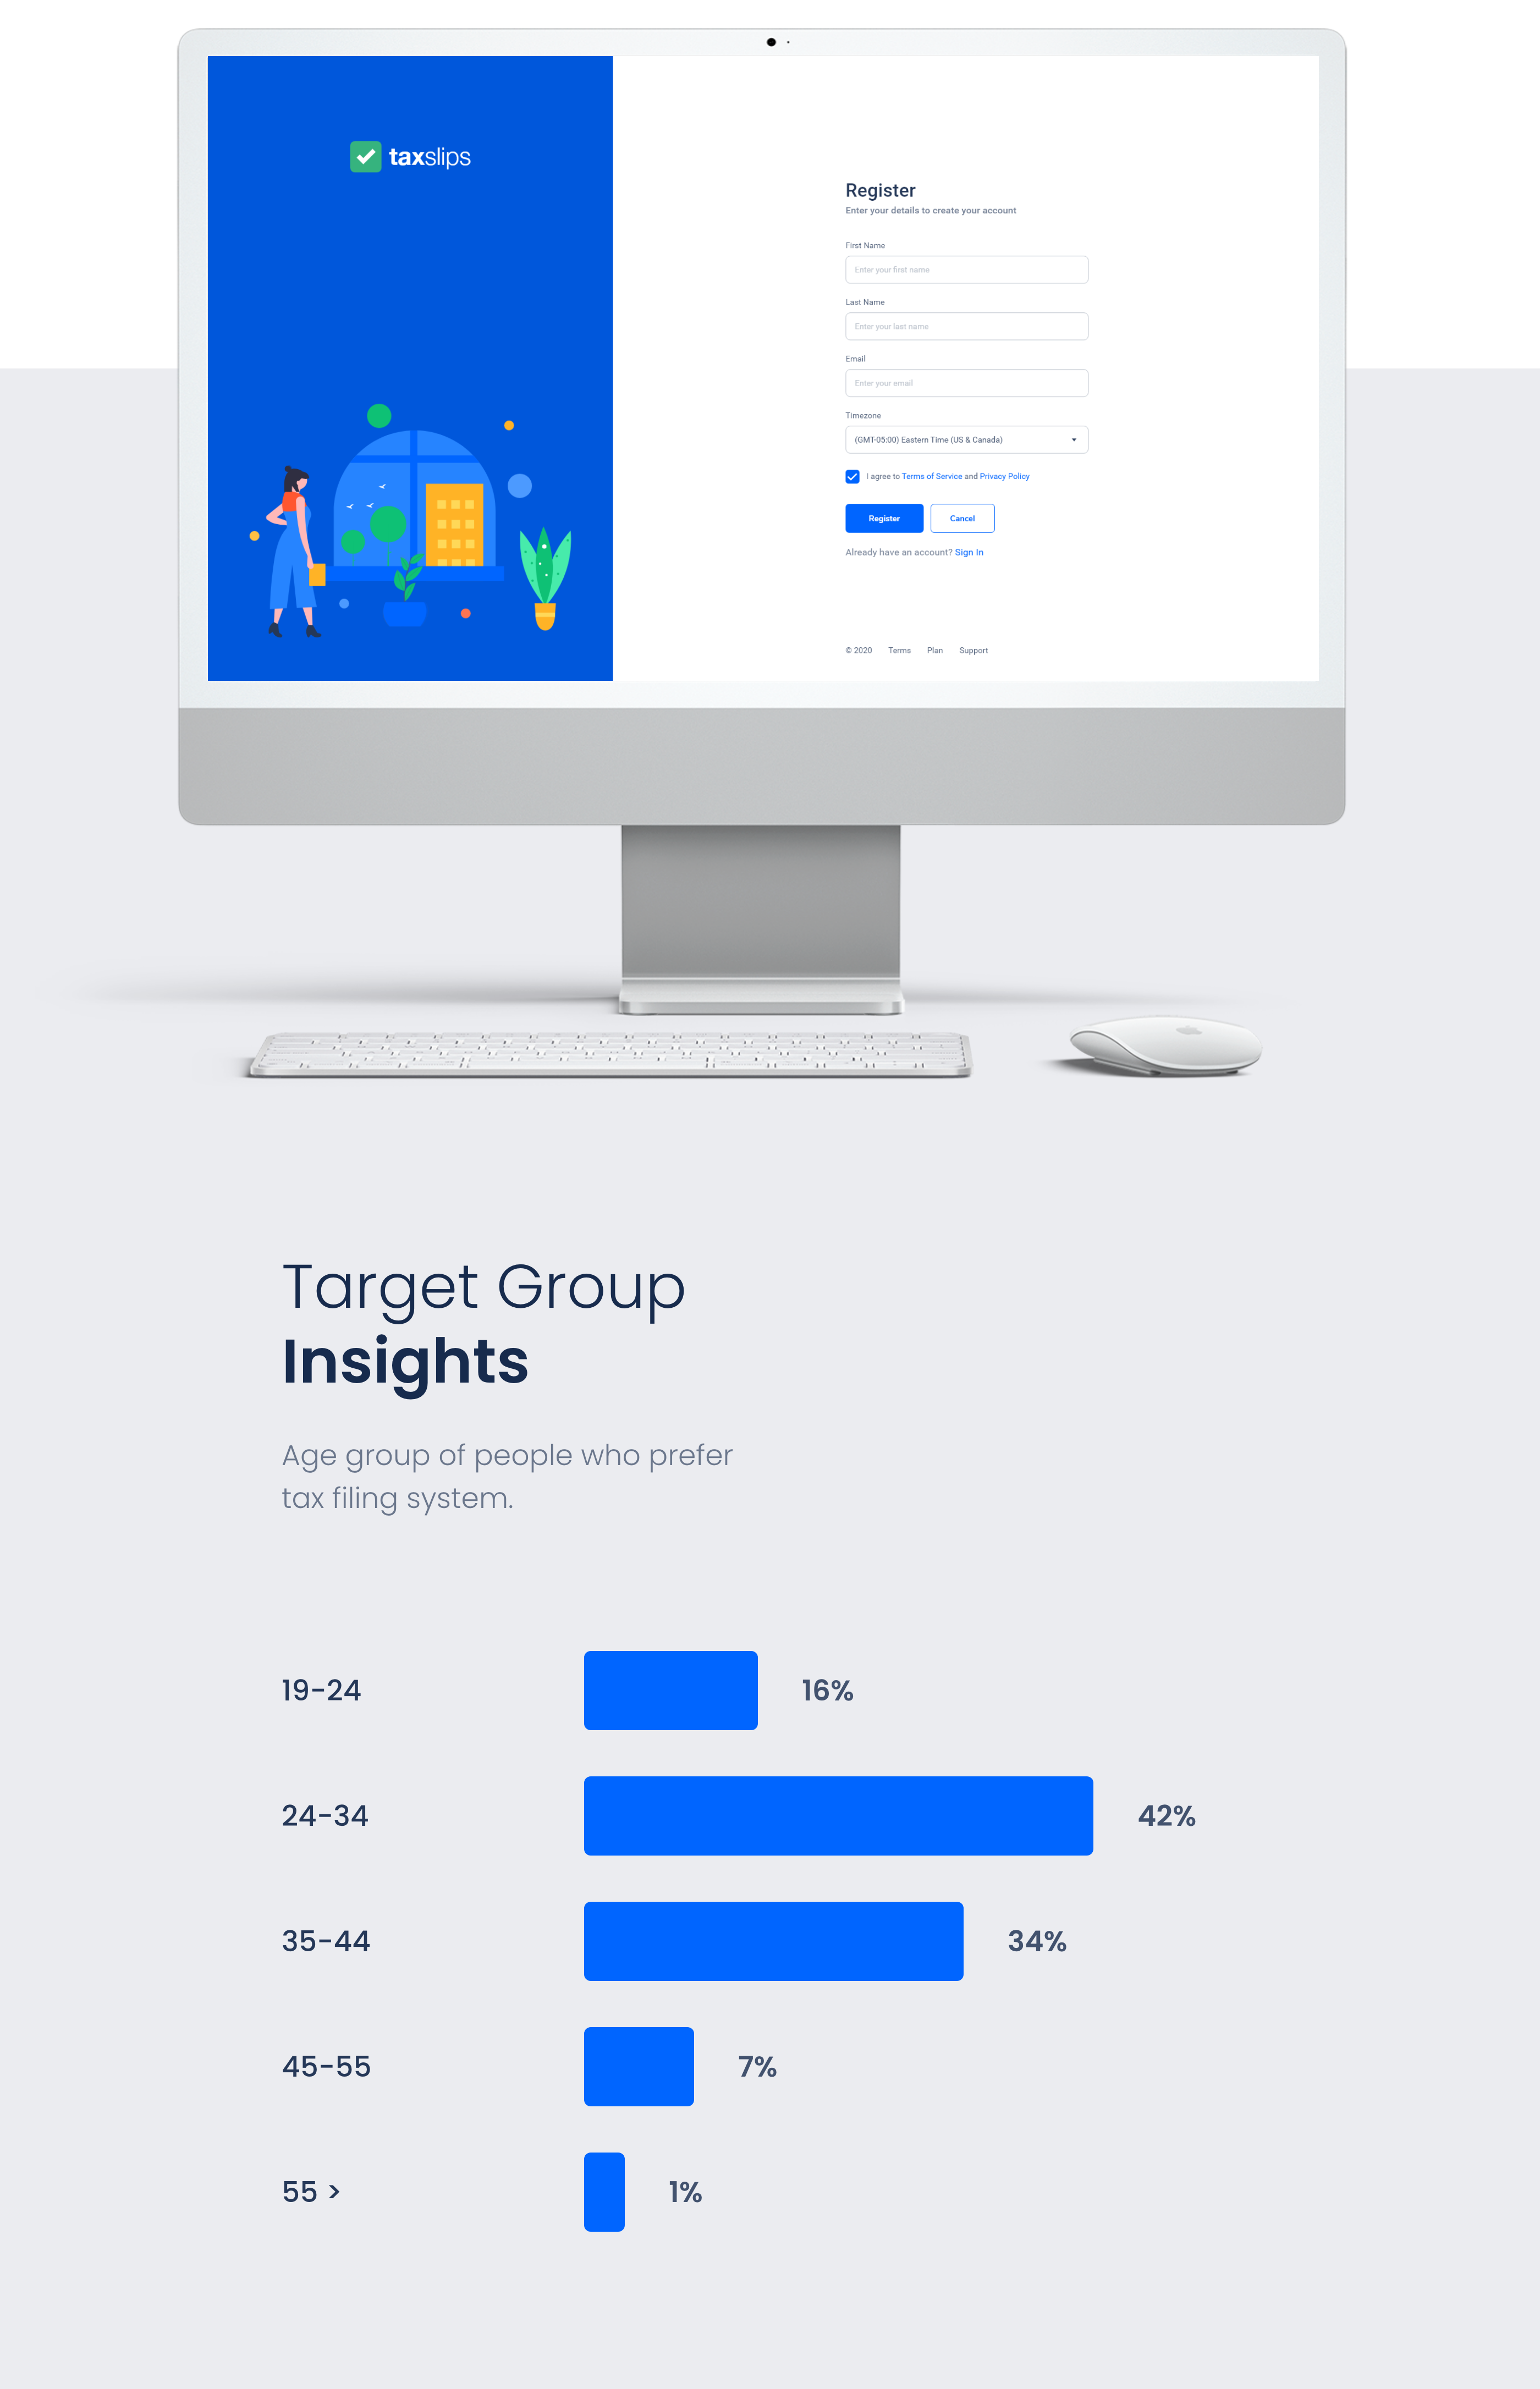 taxslips
Register
Enter your details to create your account
First Name
Enter your first name
Last Name
Enter your last name
Email
Enter your email
Timezone
(GMT-05:00) Eastern Time (US & Canada)
I agree to Terms of Service and Privacy Policy
Register Cancel
Already have an account? Sign In
© 2020 Terms Plan Support
Target Group
Insights
Age group of people who prefer
tax filing system.
19-24 16%
24-34 42%
35-44 34%
45-55 7%
55 > 1%